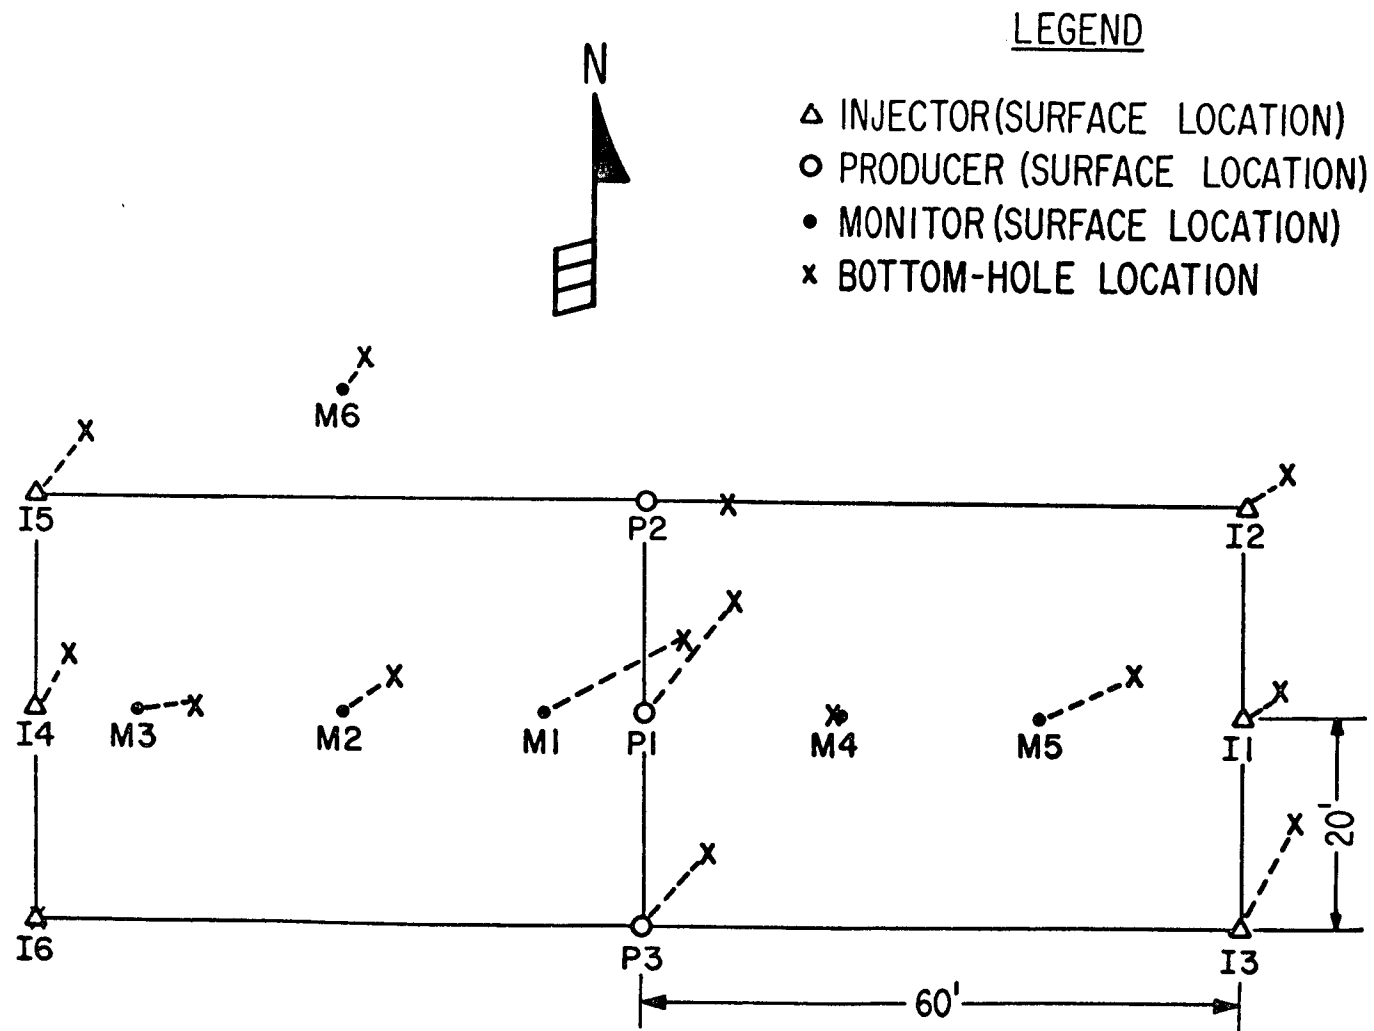 LEGEND
N
△ INJECTOR (SURFACE LOCATION)
○ PRODUCER (SURFACE LOCATION)
● MONITOR (SURFACE LOCATION)
x BOTTOM-HOLE LOCATION
X
M6
X
X
I5
P2
X
I2
X
X
X
X
X
X
X
I4
M3
M2
M1
P1
X
M4
M5
I1
20'
X
X
I6
P3
I3
60'